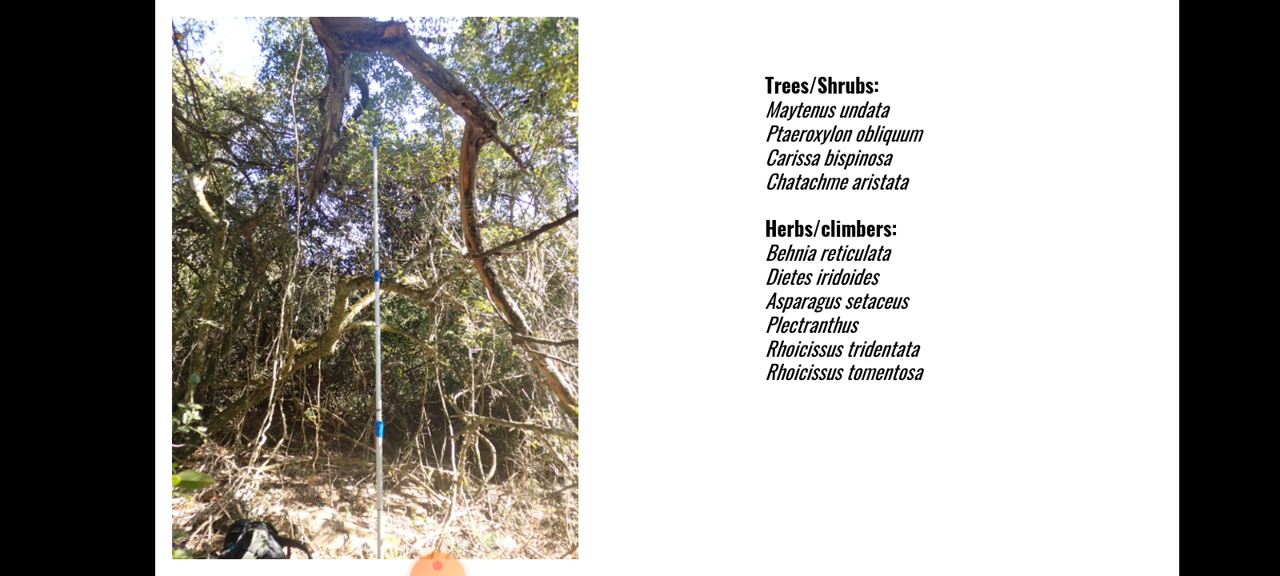 Trees/Shrubs:
Maytenus undata
Ptaeroxylon obliquum
Carissa bispinosa
Chatachme aristata
Herbs/climbers:
Behnia reticulata
Dietes iridoides
Asparagus setaceus
Plectranthus
Rhoicissus tridentata
Rhoicissus tomentosa